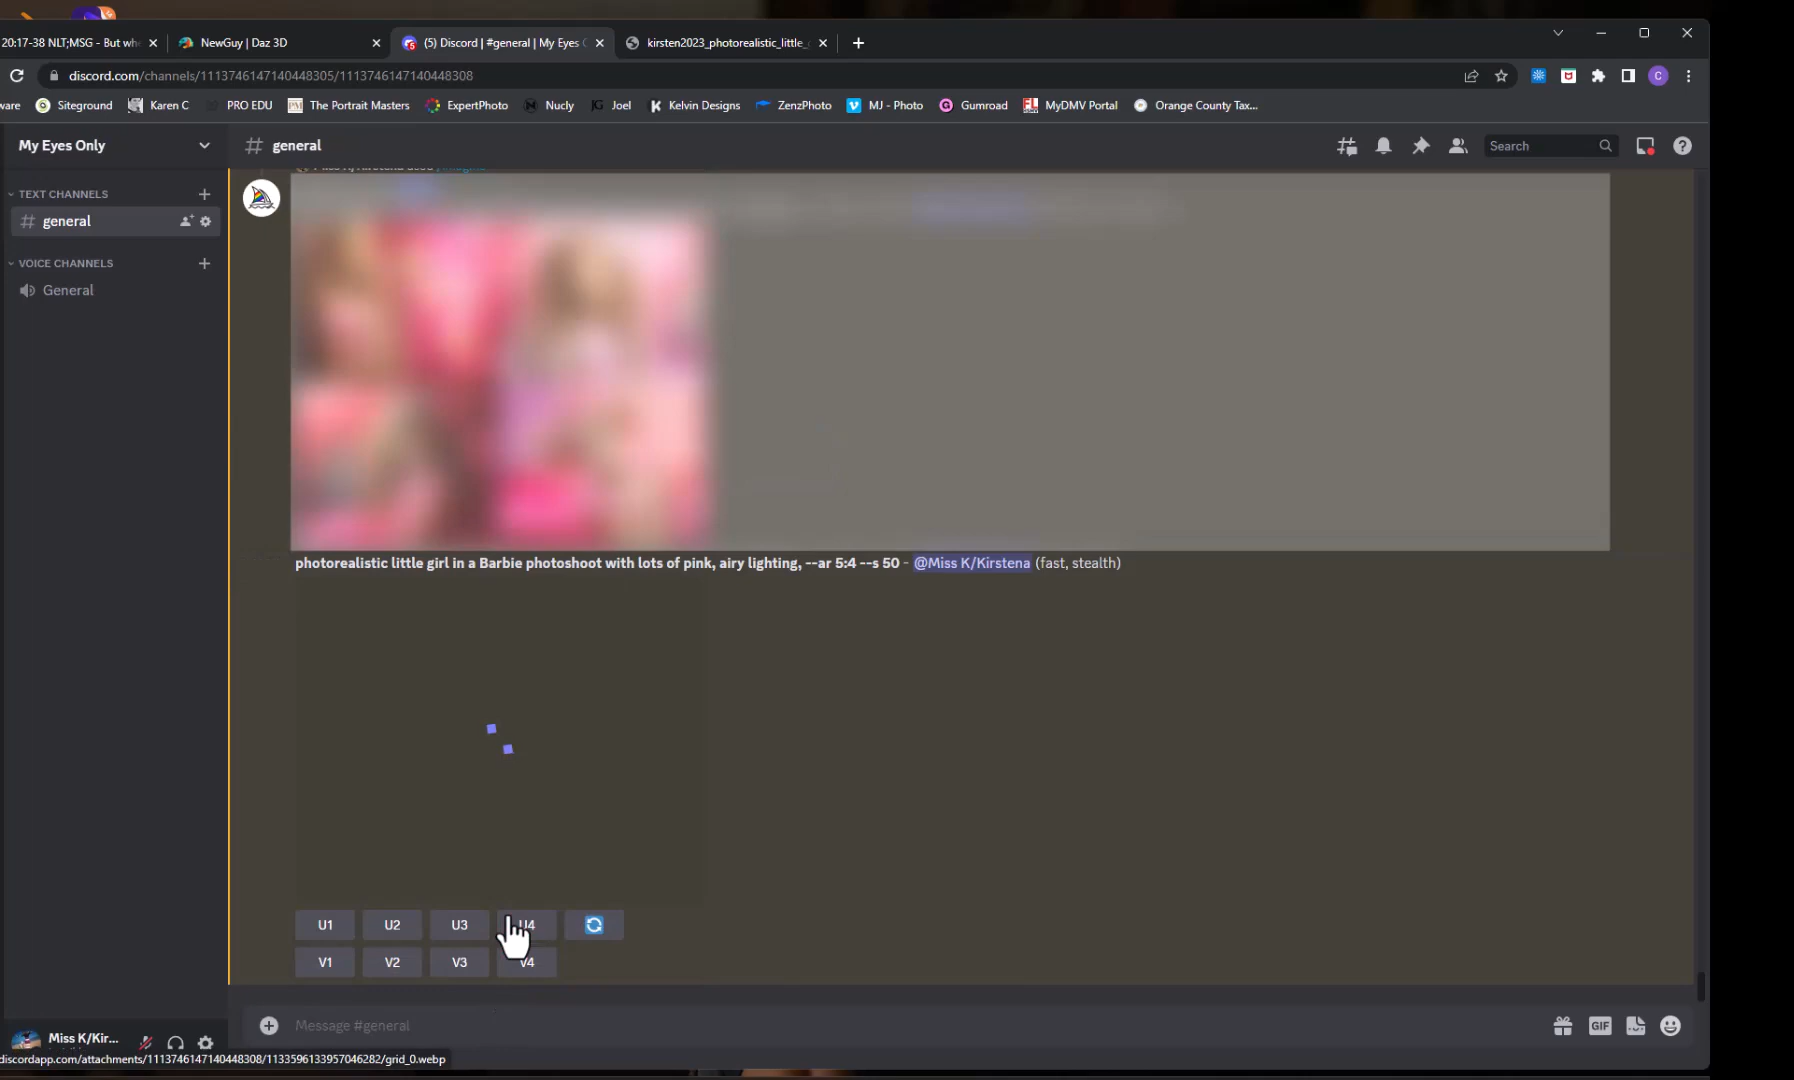 20:17-38 NLT;MSG - But wh
NewGuy | Daz 3D
(5) Discord | #general | My Eyes
kirsten2023_photorealistic_little_
discord.com/channels/1113746147140448305/1113746147140448308
ware
Siteground
Karen C
PRO EDU
The Portrait Masters
ExpertPhoto
Nucly
Joel
Kelvin Designs
ZenzPhoto
MJ - Photo
Gumroad
MyDMV Portal
Orange County Tax...
My Eyes Only
# general
Search
TEXT CHANNELS
# general
VOICE CHANNELS
General
photorealistic little girl in a Barbie photoshoot with lots of pink, airy lighting, --ar 5:4 --s 50 - @Miss K/Kirstena (fast, stealth)
U1 U2 U3 U4
V1 V2 V3 V4
Message #general
GIF
Miss K/Kir...
discordapp.com/attachments/1113746147140448308/1133596133957046282/grid_0.webp